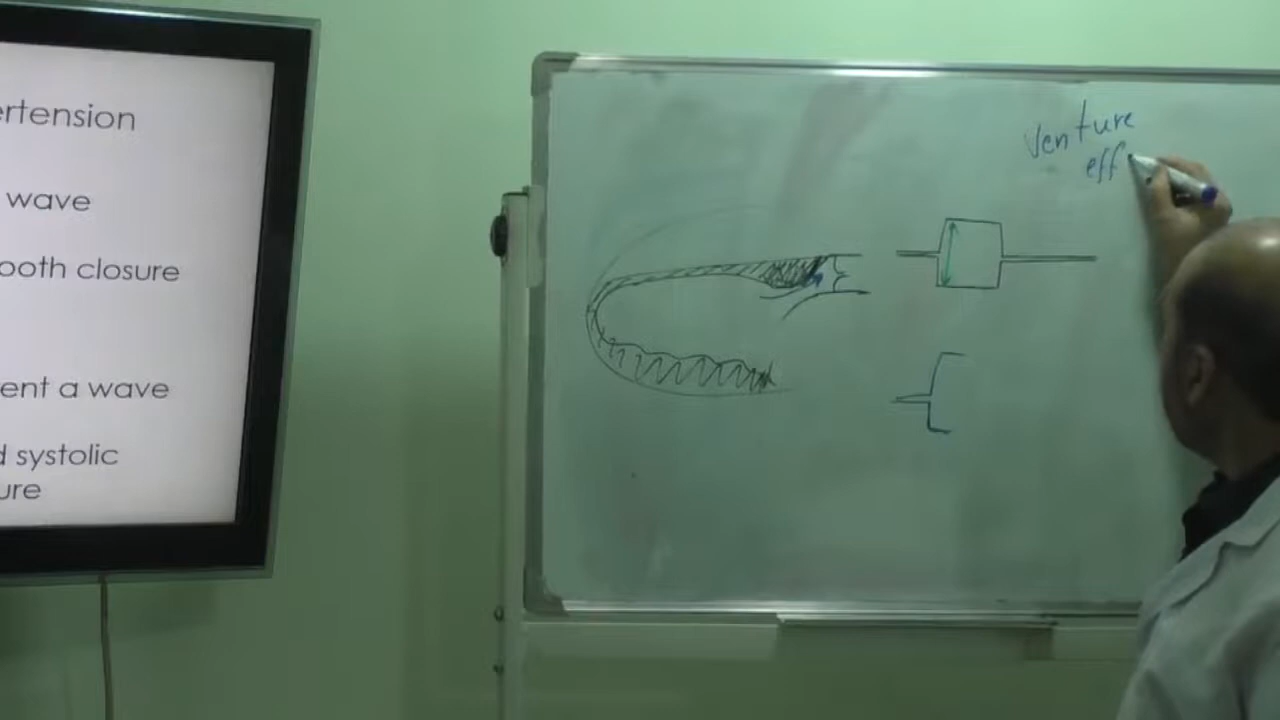 ertension
wave
ooth closure
ent a wave
d systolic
ure
venture
eff